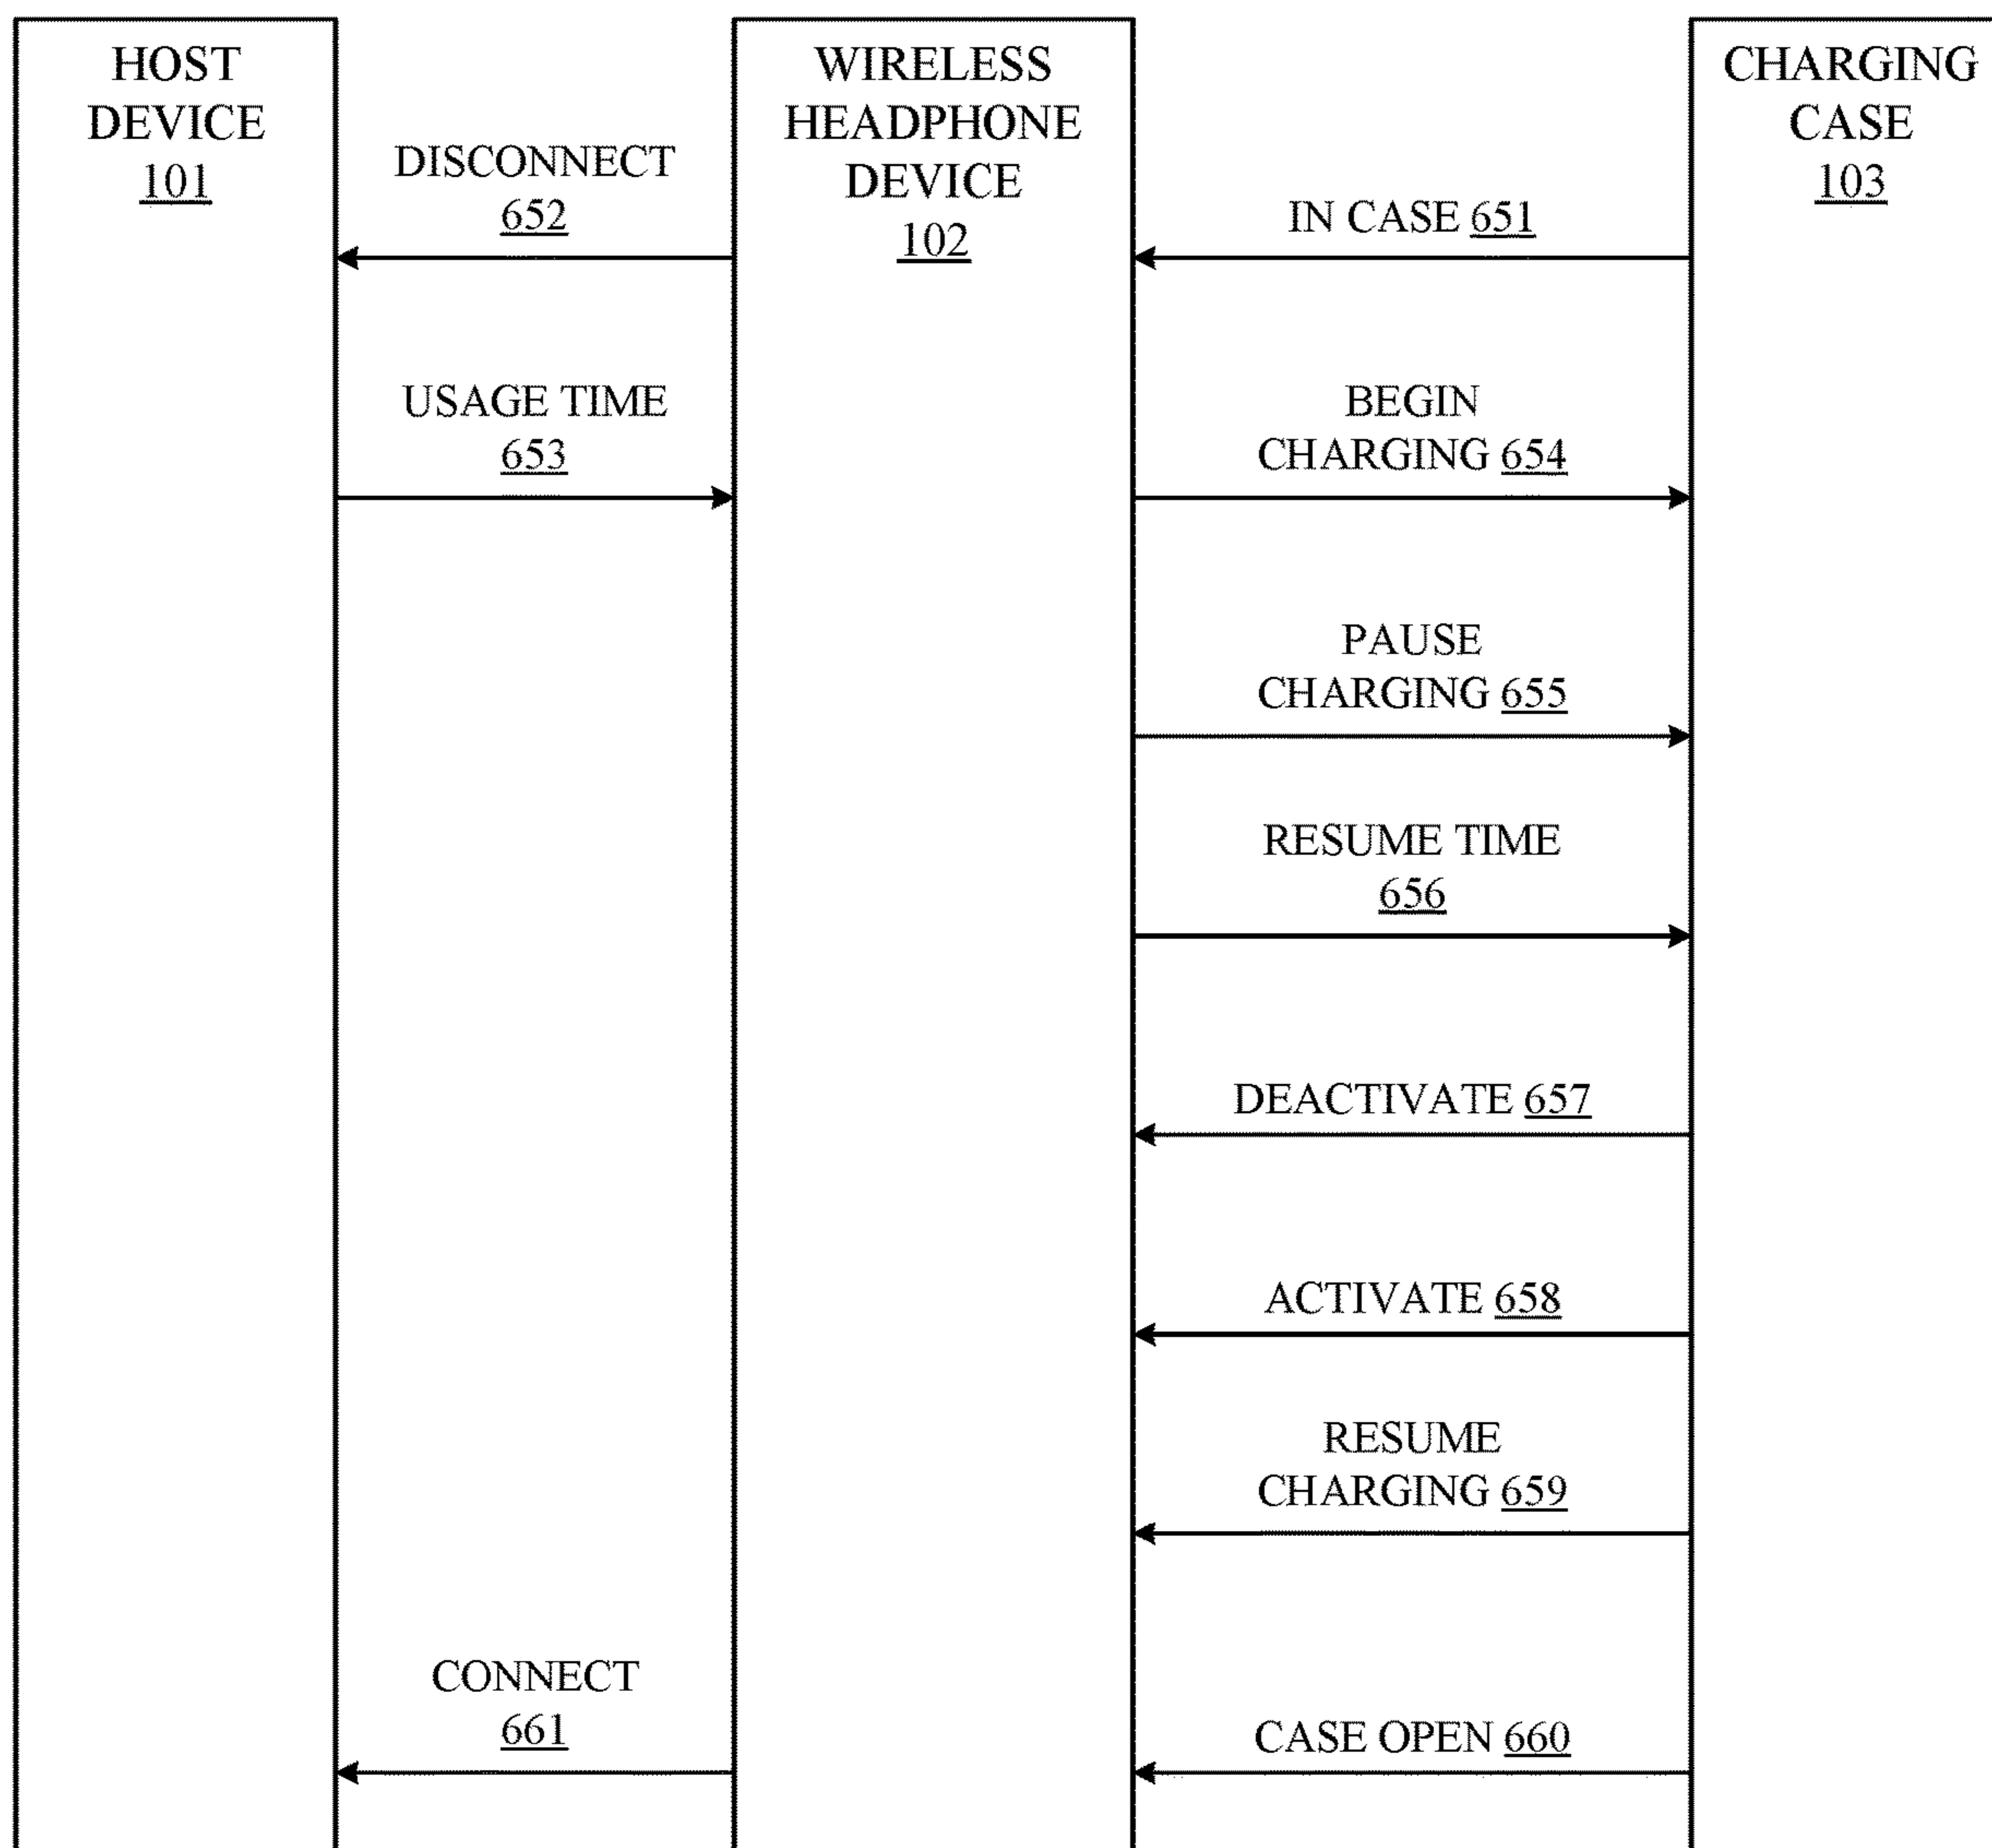 HOST
DEVICE
101
WIRELESS
HEADPHONE
DEVICE
102
CHARGING
CASE
103
DISCONNECT
652
IN CASE 651
USAGE TIME
653
BEGIN
CHARGING 654
PAUSE
CHARGING 655
RESUME TIME
656
DEACTIVATE 657
ACTIVATE 658
RESUME
CHARGING 659
CONNECT
661
CASE OPEN 660